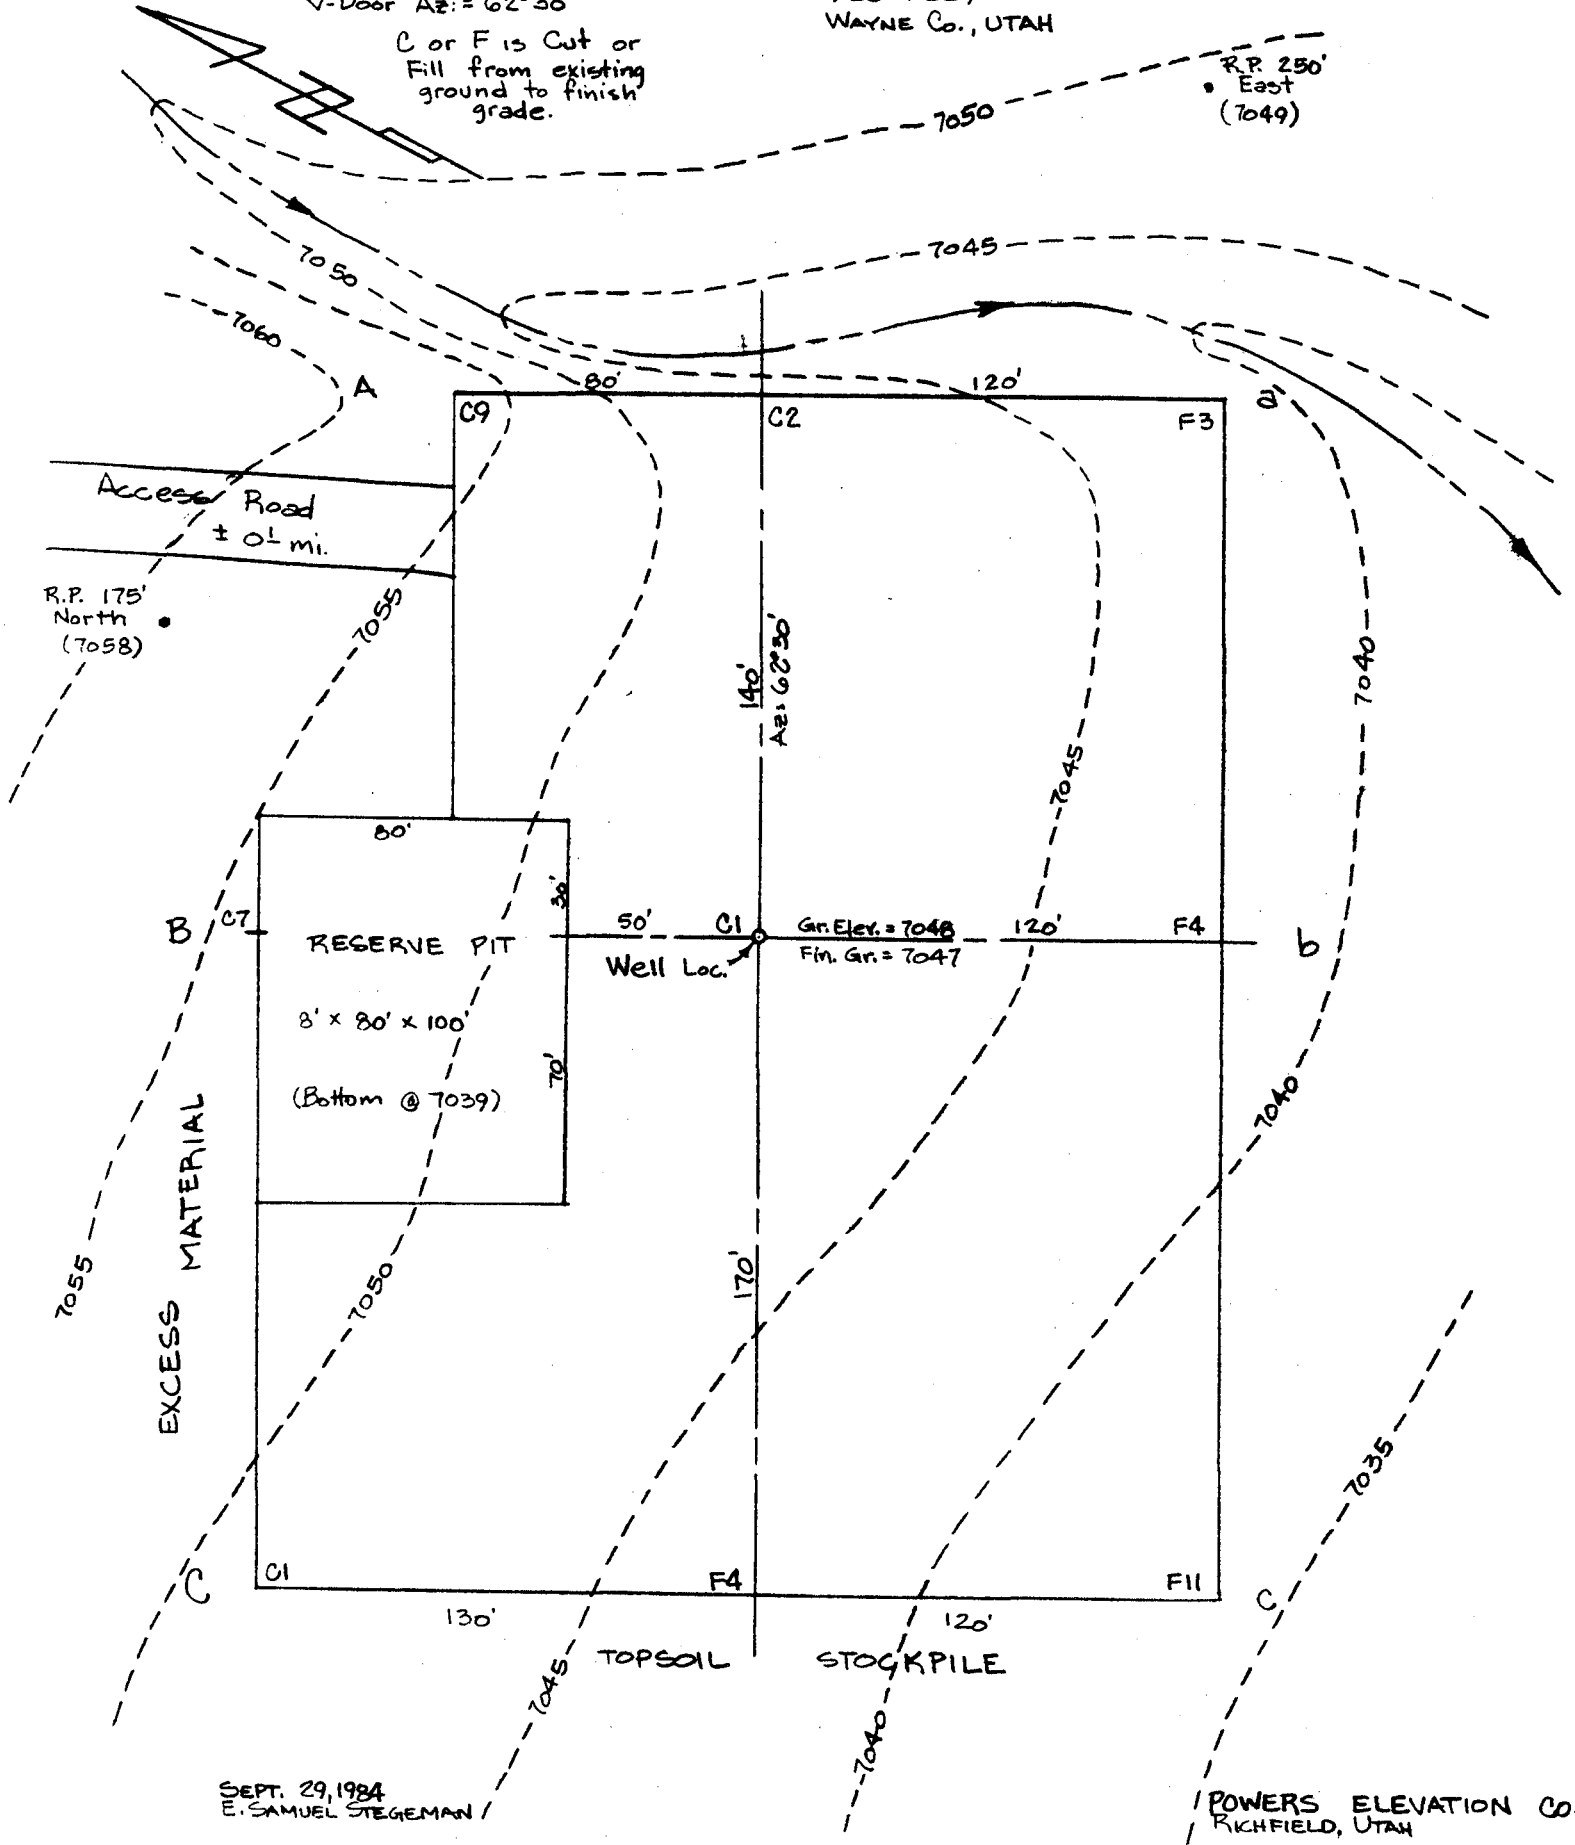 V-Door Az. = 62°30'
C or F is Cut or
Fill from existing
ground to finish
grade.
WAYNE Co., UTAH
R.P. 250'
East
(7049)
7050
7045
7050
7060
A
80'
120'
a
C9
C2
F3
Access Road
± 0.1 mi.
R.P. 175'
North
(7058)
7055
7040
140'
Az: 62°30'
7045
80'
30'
B
C7
RESERVE PIT
50'
C1
Gr. Elev. = 7048
120'
F4
b
Well Loc.
Fin. Gr. = 7047
8' x 80' x 100'
70'
(Bottom @ 7039)
7040
EXCESS MATERIAL
7055
7050
170'
7035
C
C1
F4
F11
c
130'
120'
TOPSOIL STOCKPILE
7045
7040
SEPT. 29, 1984
E. SAMUEL STEGEMAN
POWERS ELEVATION CO.
RICHFIELD, UTAH